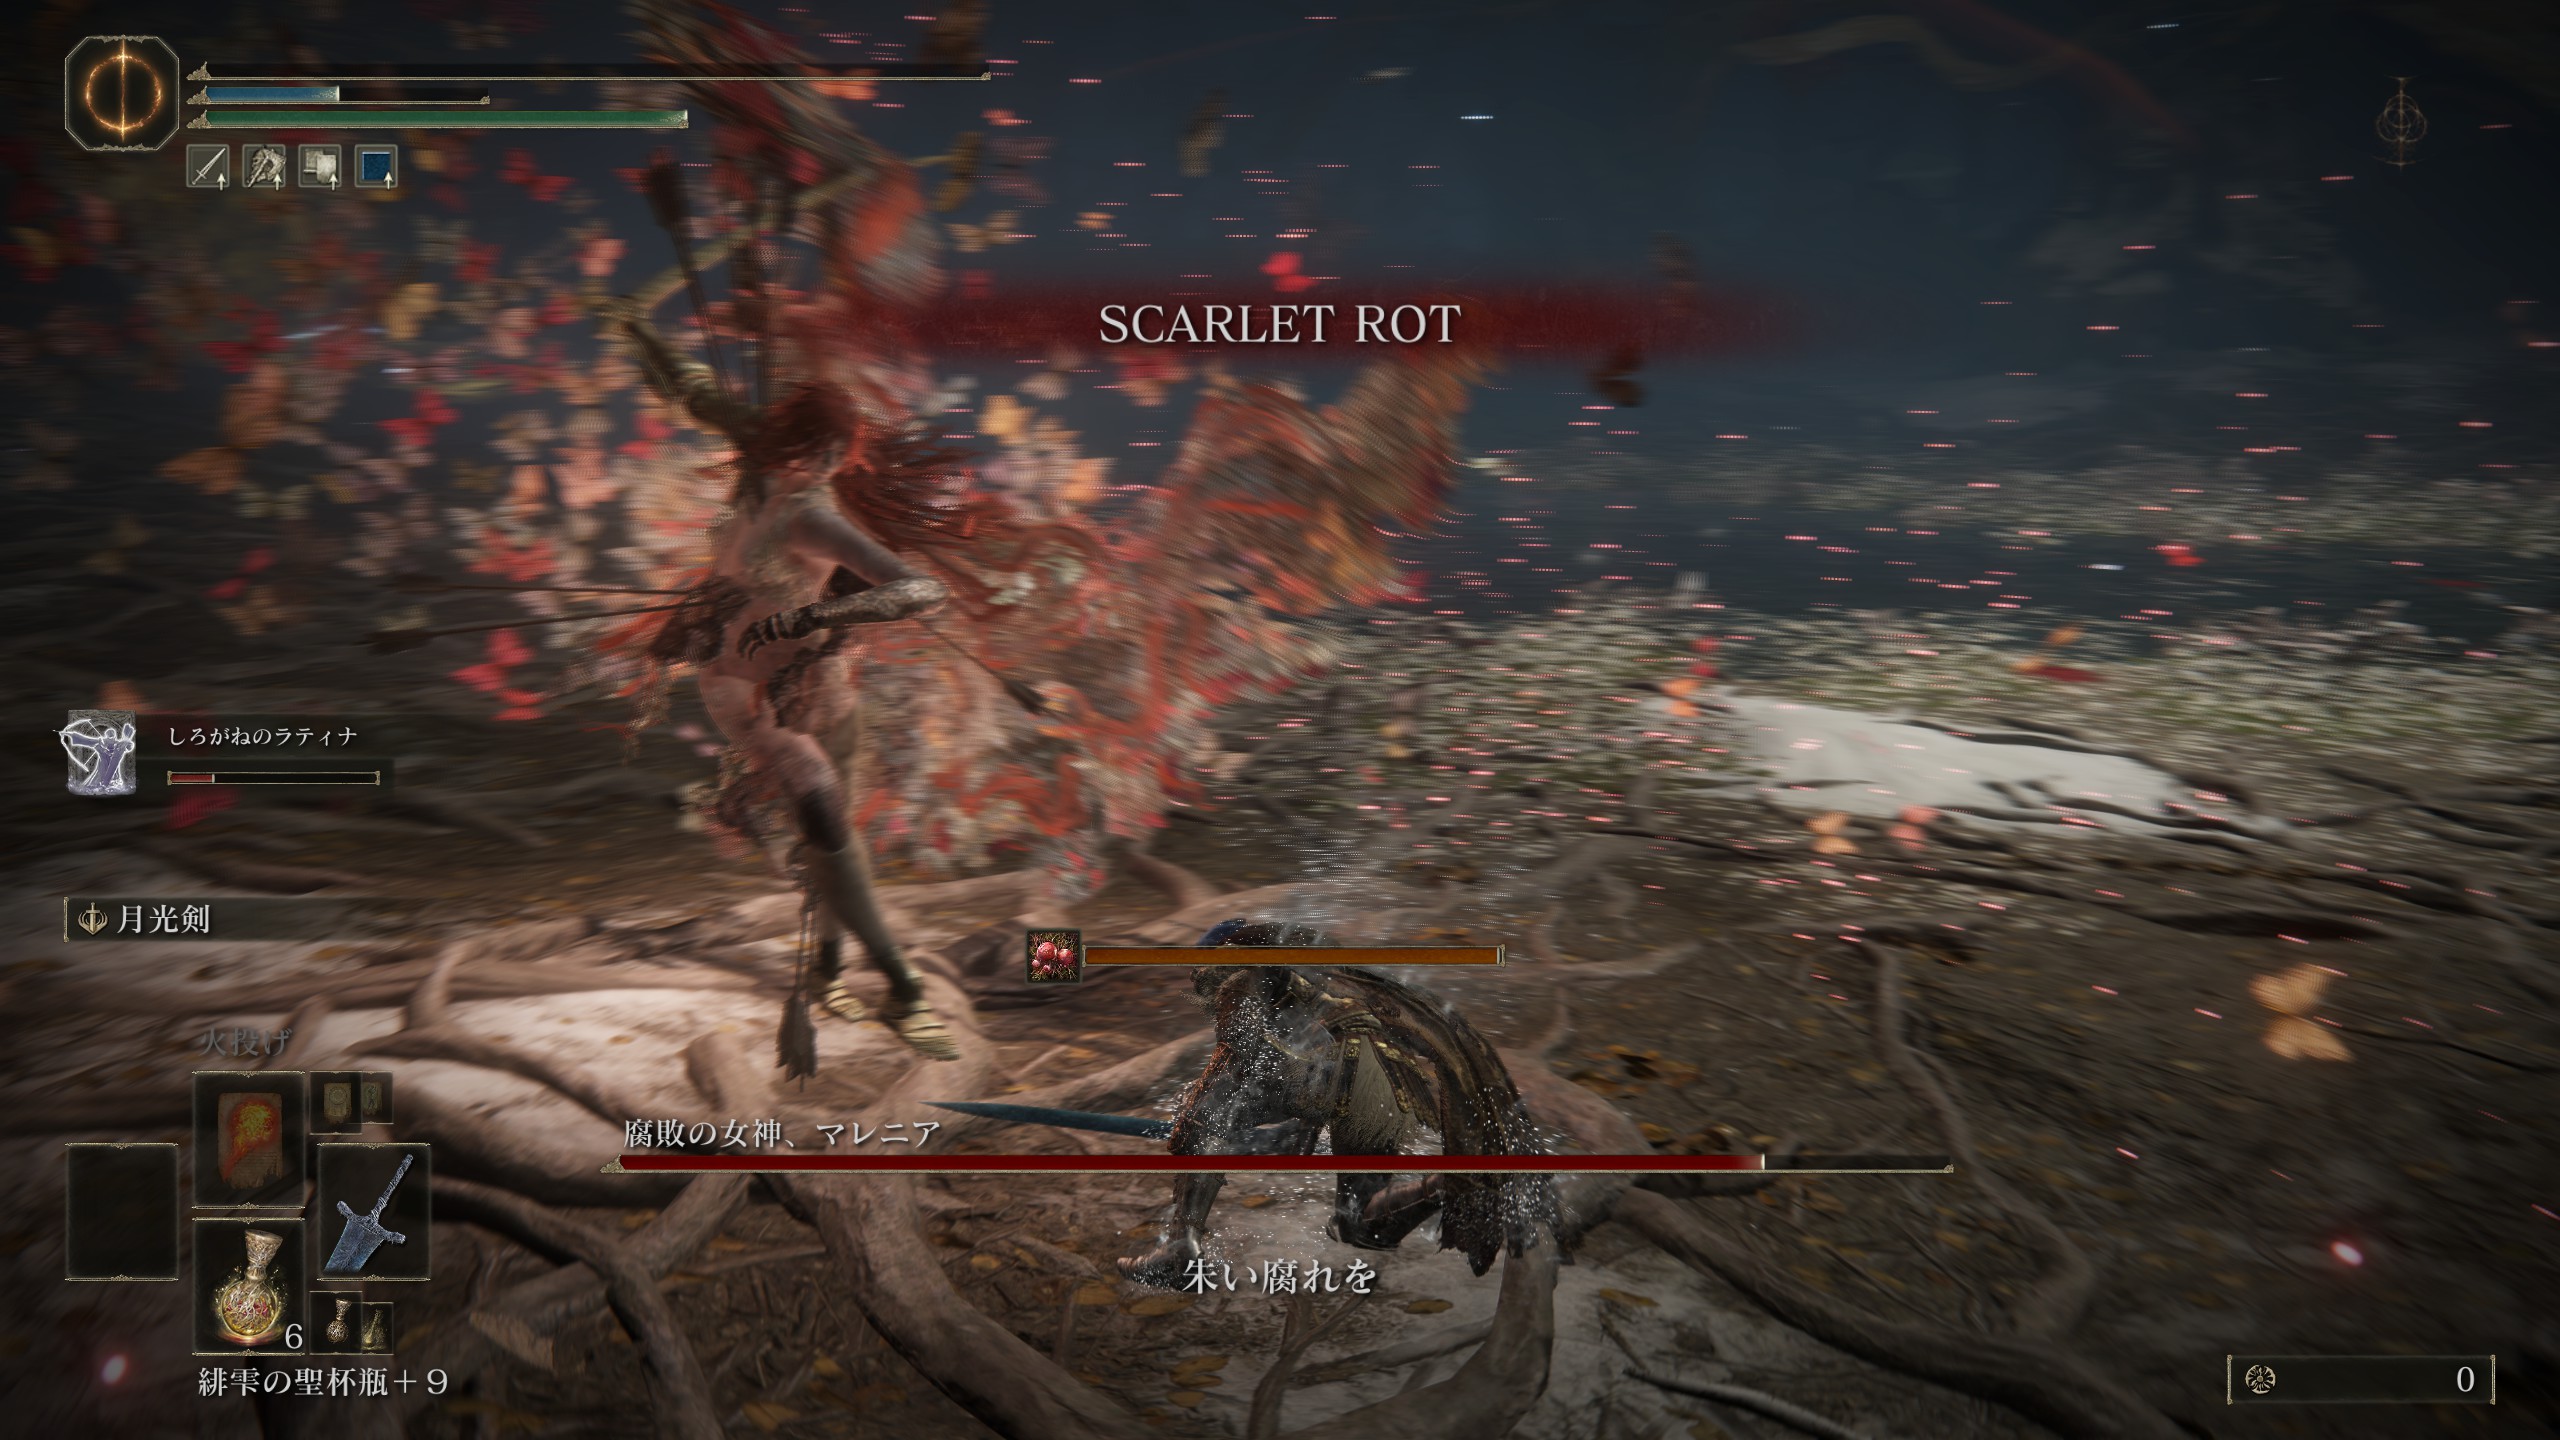 SCARLET ROT
しろがねのラティナ
月光剣
火投げ
腐敗の女神、マレニア
朱い腐れを
6
緋雫の聖杯瓶＋9
0